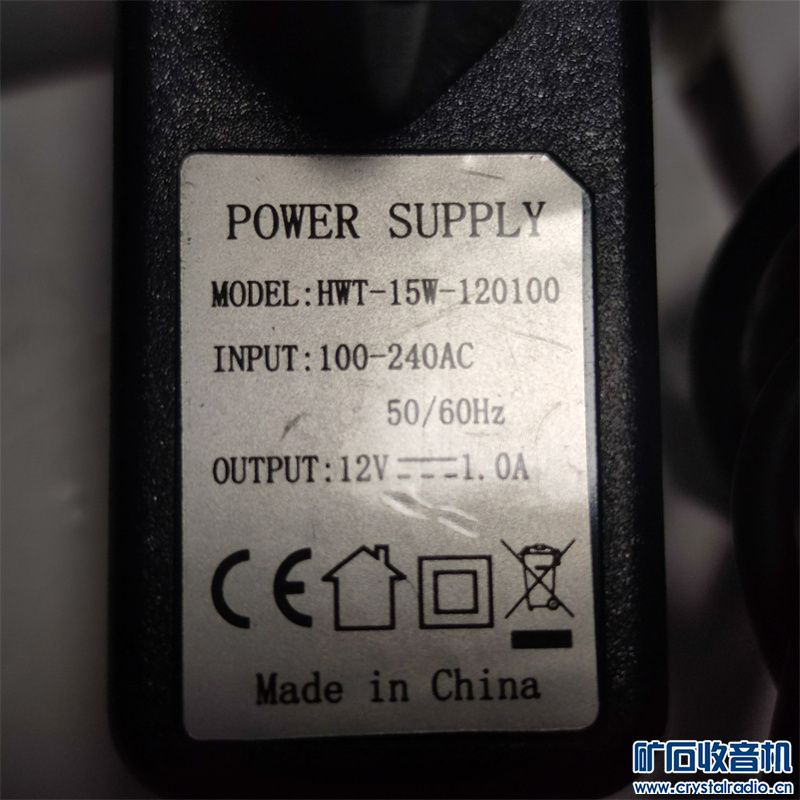 POWER SUPPLY
MODEL:HWT-15W-120100
INPUT:100-240AC
50/60Hz
OUTPUT:12V⎓1.0A
CE
Made in China
矿石收音机
www.crystalradio.cn